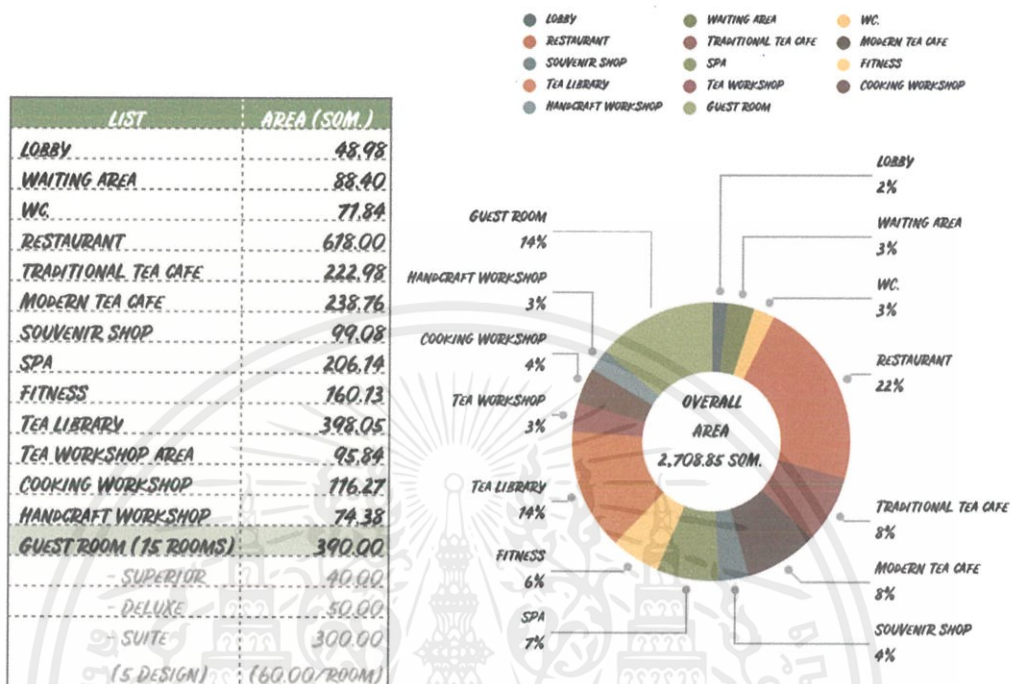 LOBBY
WAITING AREA
WC.
RESTAURANT
TRADITIONAL TEA CAFE
MODERN TEA CAFE
SOUVENIR SHOP
SPA
FITNESS
TEA LIBRARY
TEA WORKSHOP
COOKING WORKSHOP
HANDCRAFT WORKSHOP
GUEST ROOM
LIST AREA (SQM.)
LOBBY 48.98
WAITING AREA 88.40
WC. 71.84
RESTAURANT 618.00
TRADITIONAL TEA CAFE 222.98
MODERN TEA CAFE 238.76
SOUVENIR SHOP 99.08
SPA 206.14
FITNESS 160.13
TEA LIBRARY 398.05
TEA WORKSHOP AREA 95.84
COOKING WORKSHOP 116.27
HANDCRAFT WORKSHOP 74.38
GUEST ROOM (15 ROOMS) 390.00
- SUPERIOR 40.00
- DELUXE 50.00
- SUITE 300.00
(5 DESIGN) (60.00/ROOM)
LOBBY
2%
WAITING AREA
3%
WC.
3%
RESTAURANT
22%
TRADITIONAL TEA CAFE
8%
MODERN TEA CAFE
8%
SOUVENIR SHOP
4%
SPA
7%
FITNESS
6%
TEA LIBRARY
14%
TEA WORKSHOP
3%
COOKING WORKSHOP
4%
HANDCRAFT WORKSHOP
3%
GUEST ROOM
14%
OVERALL
AREA
2,708.85 SQM.